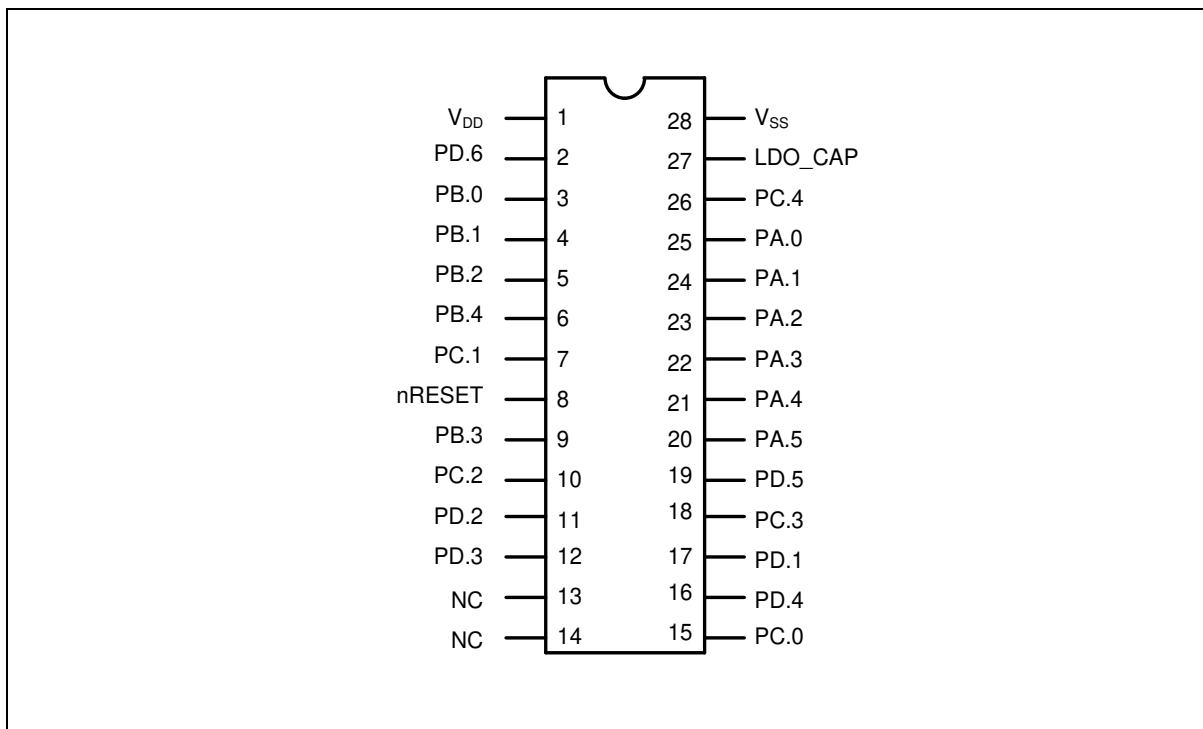 V_DD 1 28 V_SS
PD.6 2 27 LDO_CAP
PB.0 3 26 PC.4
PB.1 4 25 PA.0
PB.2 5 24 PA.1
PB.4 6 23 PA.2
PC.1 7 22 PA.3
nRESET 8 21 PA.4
PB.3 9 20 PA.5
PC.2 10 19 PD.5
PD.2 11 18 PC.3
PD.3 12 17 PD.1
NC 13 16 PD.4
NC 14 15 PC.0